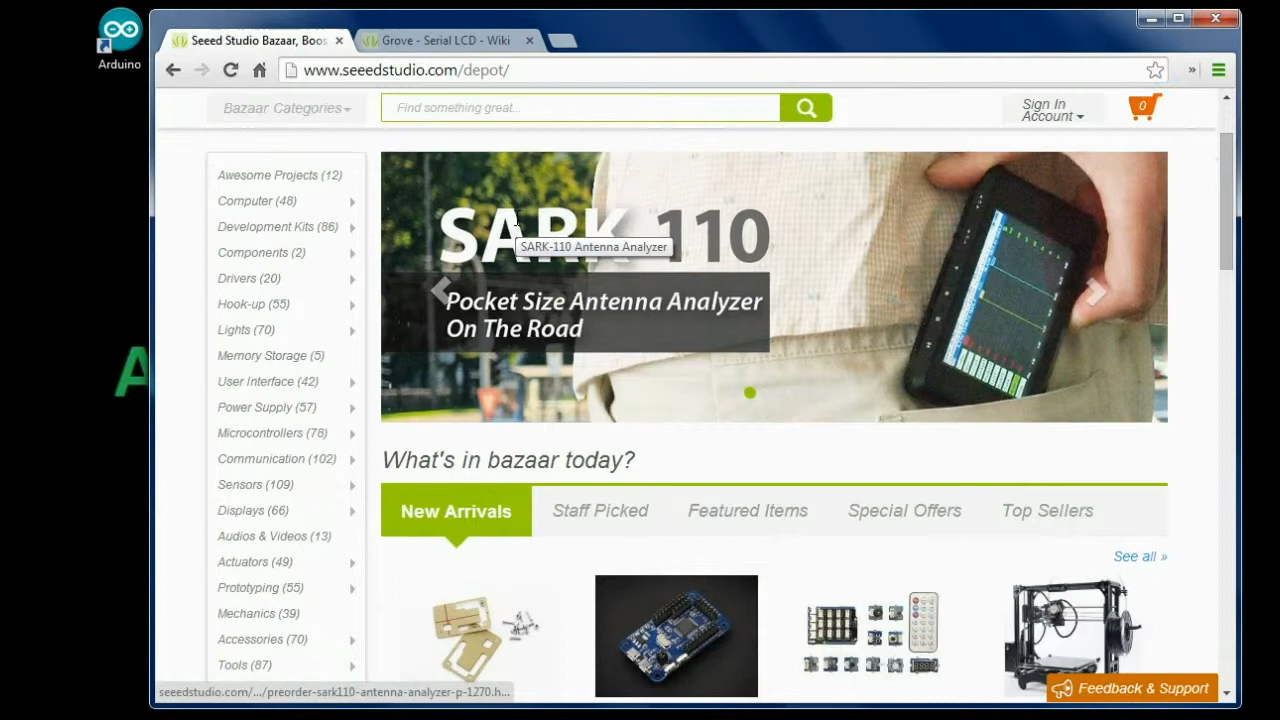 Arduino
A
Seeed Studio Bazaar, Boos
Grove - Serial LCD - Wiki
www.seeedstudio.com/depot/
Bazaar Categories
Find something great...
Sign In
Account
0
Awesome Projects (12)
Computer (48)
Development Kits (86)
Components (2)
Drivers (20)
Hook-up (55)
Lights (70)
Memory Storage (5)
User Interface (42)
Power Supply (57)
Microcontrollers (78)
Communication (102)
Sensors (109)
Displays (66)
Audios & Videos (13)
Actuators (49)
Prototyping (55)
Mechanics (39)
Accessories (70)
Tools (87)
SARK 110
SARK-110 Antenna Analyzer
Pocket Size Antenna Analyzer
On The Road
What's in bazaar today?
New Arrivals
Staff Picked
Featured Items
Special Offers
Top Sellers
See all »
Feedback & Support
seeedstudio.com/.../preorder-sark110-antenna-analyzer-p-1270.h...